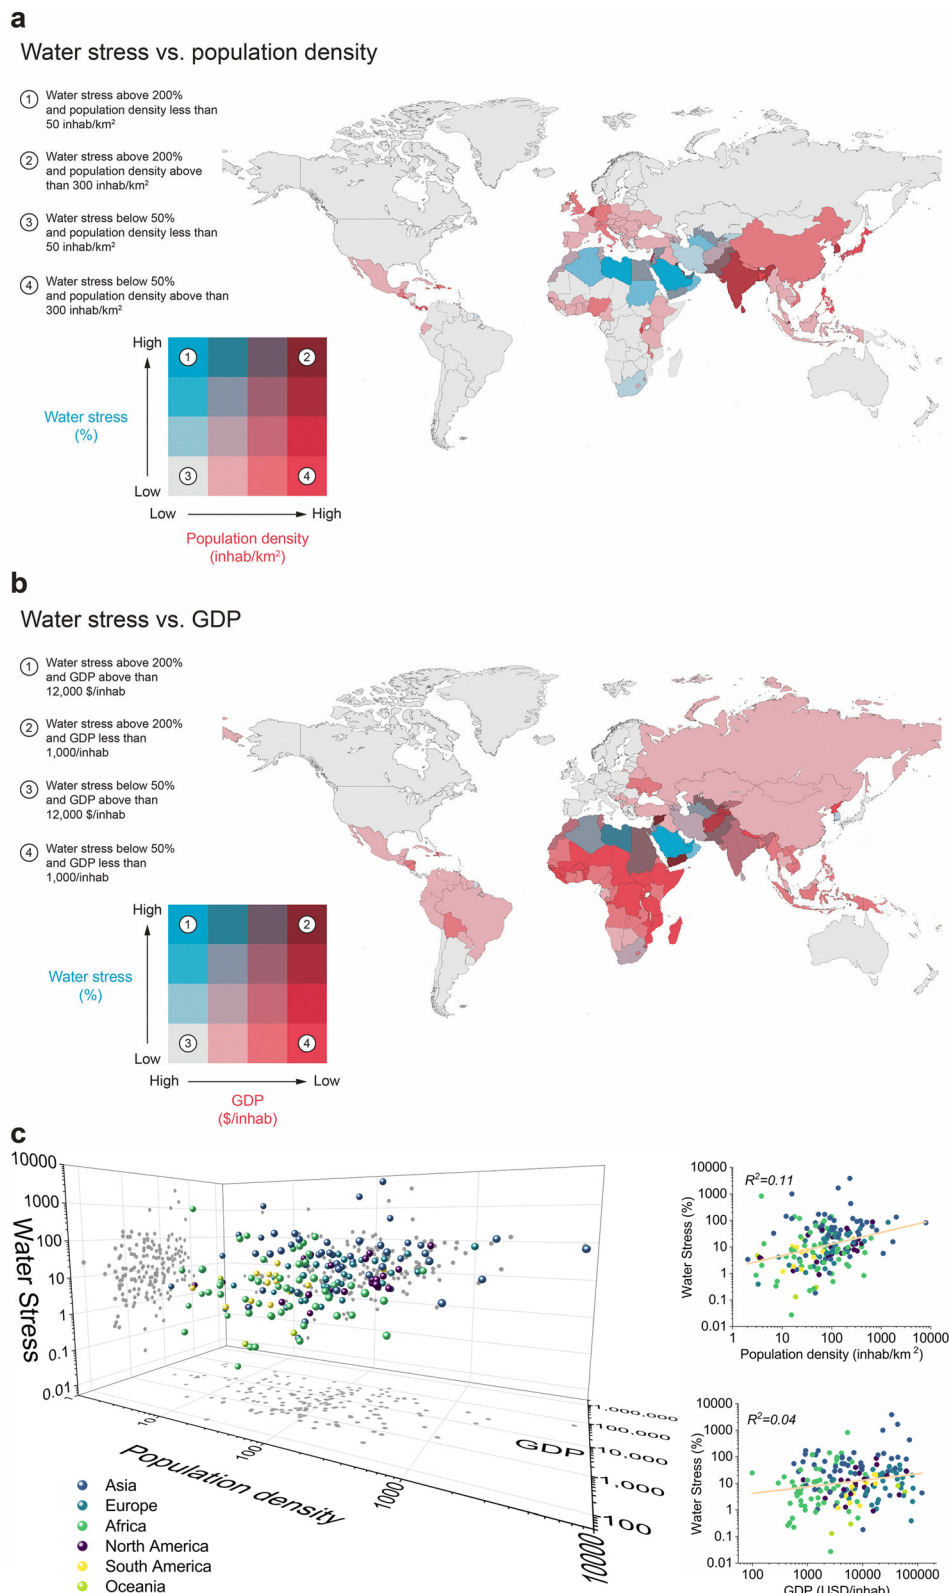 a
Water stress vs. population density
1
Water stress above 200%
and population density less than
50 inhab/km²
2
Water stress above 200%
and population density above
than 300 inhab/km²
3
Water stress below 50%
and population density less than
50 inhab/km²
4
Water stress below 50%
and population density above than
300 inhab/km²
High
1
2
Water stress
(%)
3
4
Low
Low
High
Population density
(inhab/km²)
b
Water stress vs. GDP
1
Water stress above 200%
and GDP above than
12,000 $/inhab
2
Water stress above 200%
and GDP less than
1,000/inhab
3
Water stress below 50%
and GDP above than
12,000 $/inhab
4
Water stress below 50%
and GDP less than
1,000/inhab
High
1
2
Water stress
(%)
3
4
Low
High
Low
GDP
($/inhab)
c
10000
1000
100
10
1
0.1
0.01
Water Stress
10
100
1000
10000
Population density
1.000.000
100.000
10,000
1,000
100
GDP
Asia
Europe
Africa
North America
South America
Oceania
10000
1000
100
10
1
0.1
0.01
R²=0.11
Water Stress (%)
1
10
100
1000
10000
Population density (inhab/km²)
10000
1000
100
10
1
0.1
0.01
R²=0.04
Water Stress (%)
100
1000
10000
100000
GDP (USD/inhab)